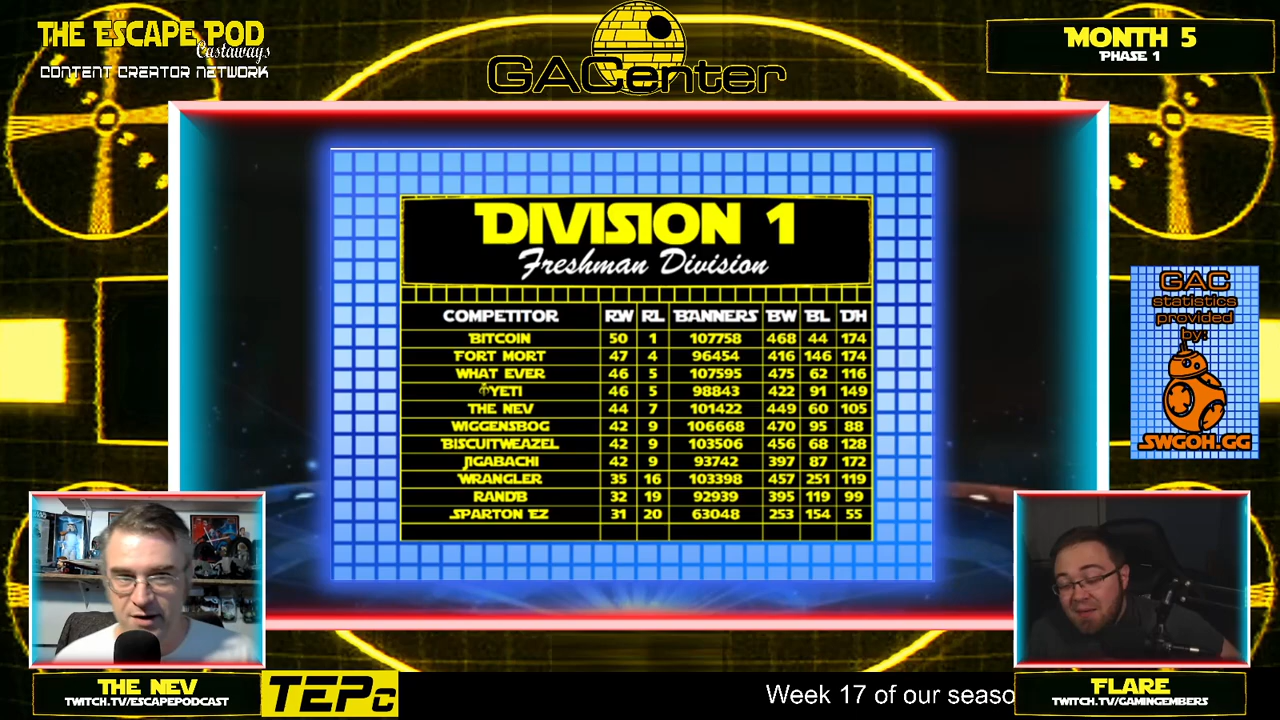 THE ESCAPE POD
Castaways
CONTENT CREATOR NETWORK
GACenter
MONTH 5
PHASE 1
DIVISION 1
Freshman Division
COMPETITOR RW RL BANNERS BW BL DH
BITCOIN 50 1 107758 468 44 174
FORT MORT 47 4 96454 416 146 174
WHAT EVER 46 5 107595 475 62 116
YETI 46 5 98843 422 91 149
THE NEV 44 7 101422 449 60 105
WIGGENSBOG 42 9 106668 470 95 88
BISCUITWEAZEL 42 9 103506 456 68 128
JIGABACHI 42 9 93742 397 87 172
WRANGLER 35 16 103398 457 251 119
RANDB 32 19 92939 395 119 99
SPARTON EZ 31 20 63048 253 154 55
GAC
statistics
provided
by:
SWGOH.GG
THE NEV
TWITCH.TV/ESCAPEPODCAST
TEPc
Week 17 of our seaso
FLARE
TWITCH.TV/GAMINGEMBERS